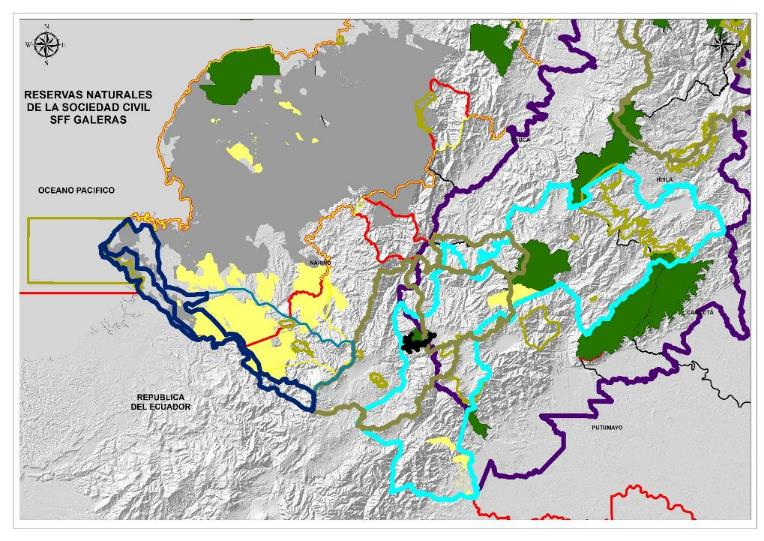 N
W E
S
RESERVAS NATURALES
DE LA SOCIEDAD CIVIL
SFF GALERAS
OCEANO PACIFICO
HUILA
NARIÑO
CAQUETA
REPUBLICA
DEL ECUADOR
PUTUMAYO